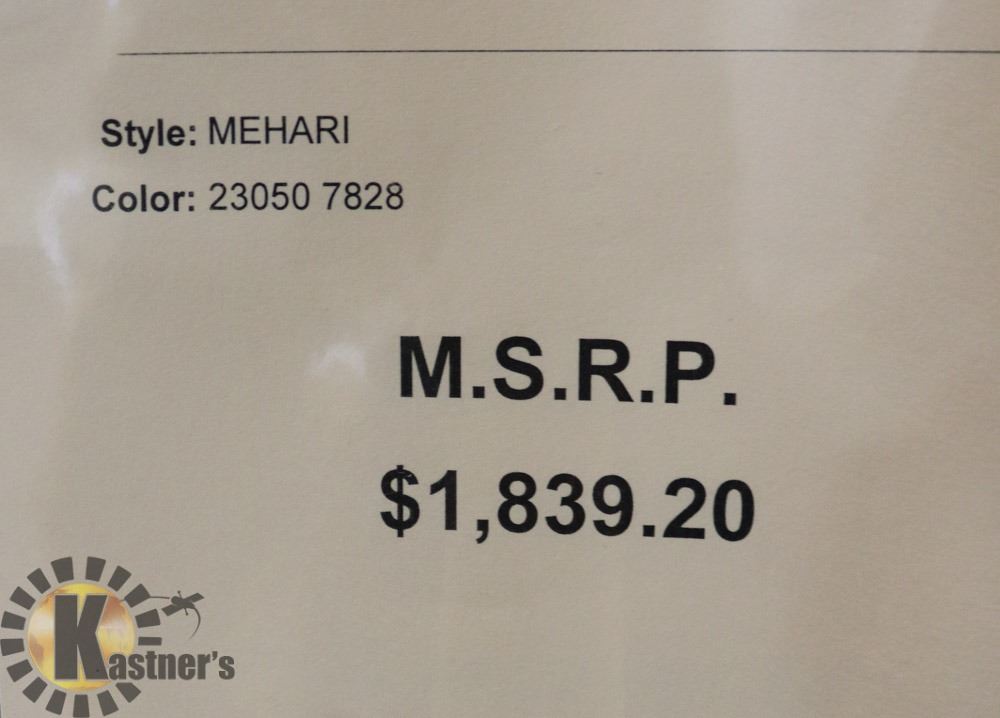 Style: MEHARI
Color: 23050 7828
M.S.R.P.
$1,839.20
Kastner's